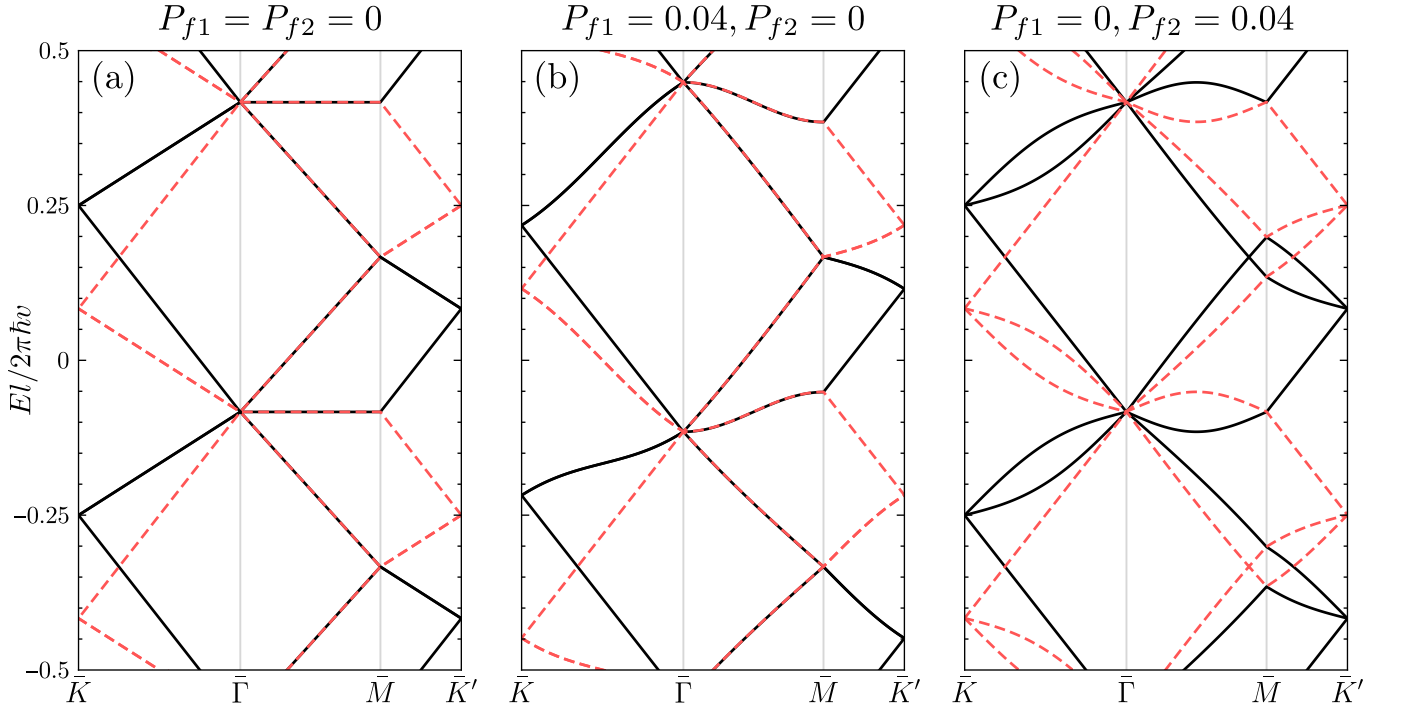 P_{f1} = P_{f2} = 0
P_{f1} = 0.04, P_{f2} = 0
P_{f1} = 0, P_{f2} = 0.04
(a)
(b)
(c)
El/2πħv
0.5
0.25
0
−0.25
−0.5
K̄ Γ̄ M̄ K̄′
K̄ Γ̄ M̄ K̄′
K̄ Γ̄ M̄ K̄′